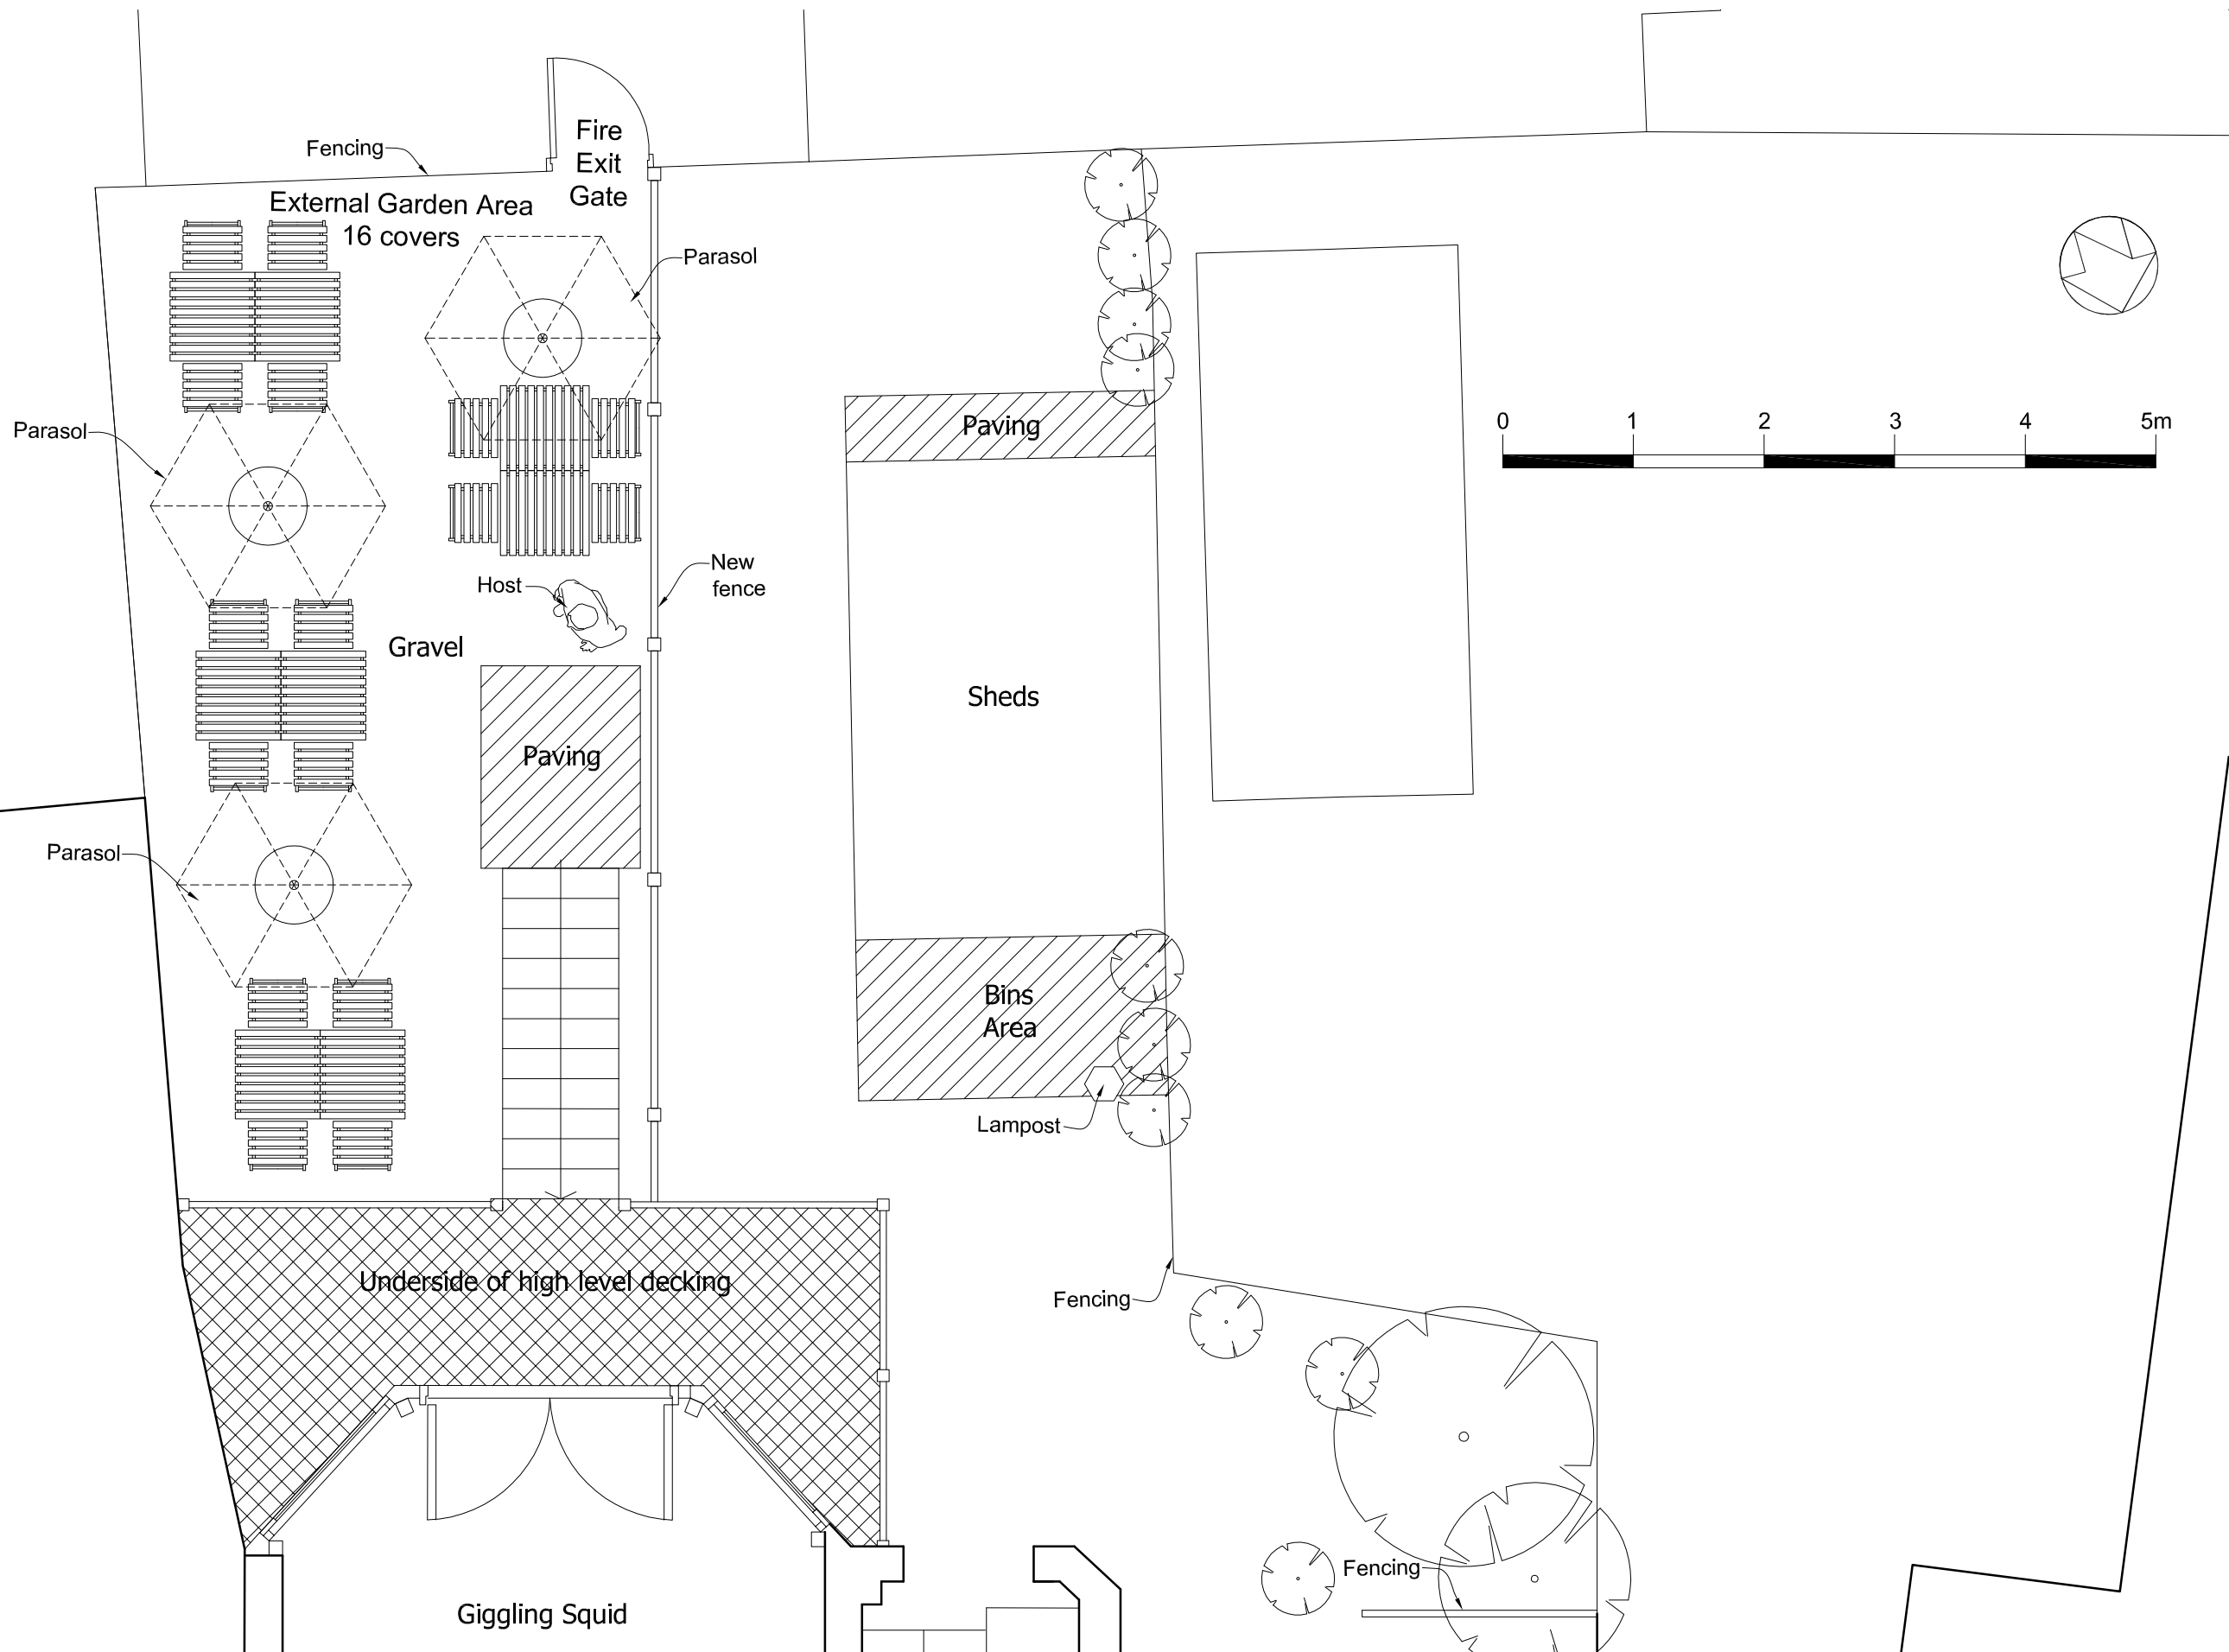 Fire
Exit
Gate
Fencing
External Garden Area
16 covers
Parasol
Parasol
0 1 2 3 4 5m
Paving
New
fence
Host
Gravel
Sheds
Paving
Parasol
Bins
Area
Lampost
Underside of high level decking
Fencing
Fencing
Giggling Squid